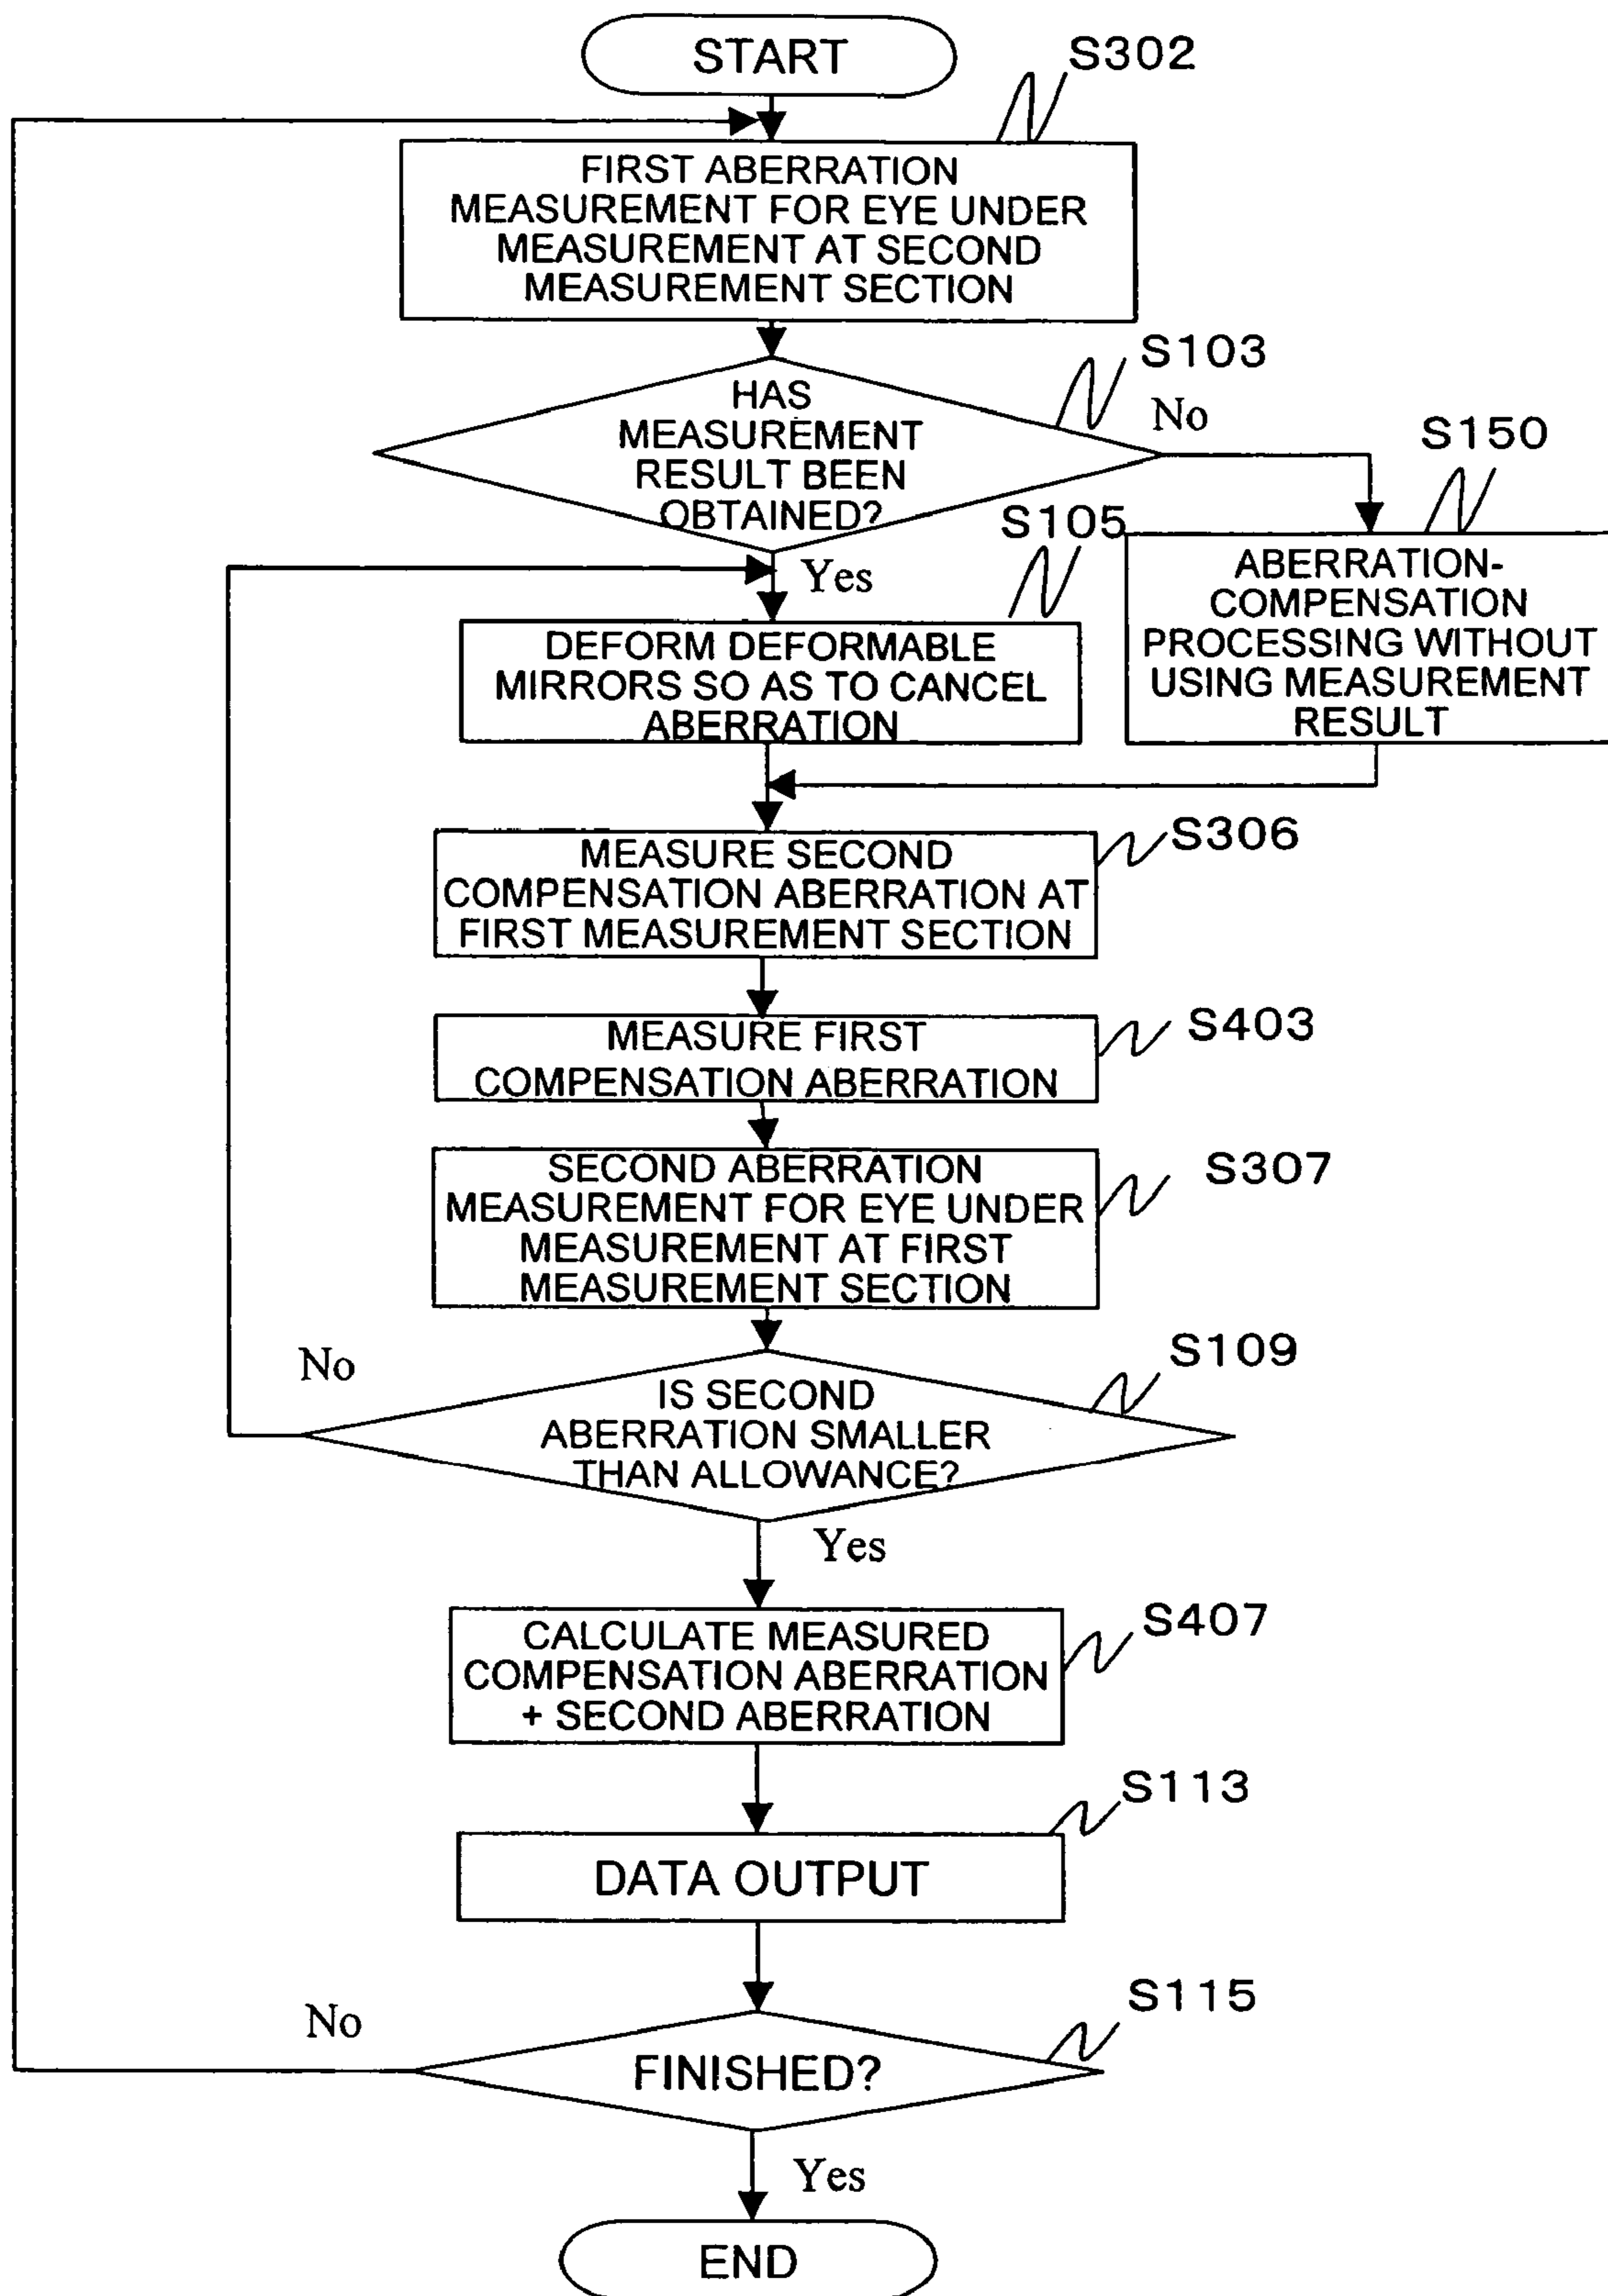 START
S302
FIRST ABERRATION
MEASUREMENT FOR EYE UNDER
MEASUREMENT AT SECOND
MEASUREMENT SECTION
S103
HAS
MEASUREMENT
RESULT BEEN
OBTAINED?
No
S150
ABERRATION-
COMPENSATION
PROCESSING WITHOUT
USING MEASUREMENT
RESULT
Yes
S105
DEFORM DEFORMABLE
MIRRORS SO AS TO CANCEL
ABERRATION
S306
MEASURE SECOND
COMPENSATION ABERRATION AT
FIRST MEASUREMENT SECTION
S403
MEASURE FIRST
COMPENSATION ABERRATION
S307
SECOND ABERRATION
MEASUREMENT FOR EYE UNDER
MEASUREMENT AT FIRST
MEASUREMENT SECTION
S109
No
IS SECOND
ABERRATION SMALLER
THAN ALLOWANCE?
Yes
S407
CALCULATE MEASURED
COMPENSATION ABERRATION
+ SECOND ABERRATION
S113
DATA OUTPUT
S115
No
FINISHED?
Yes
END